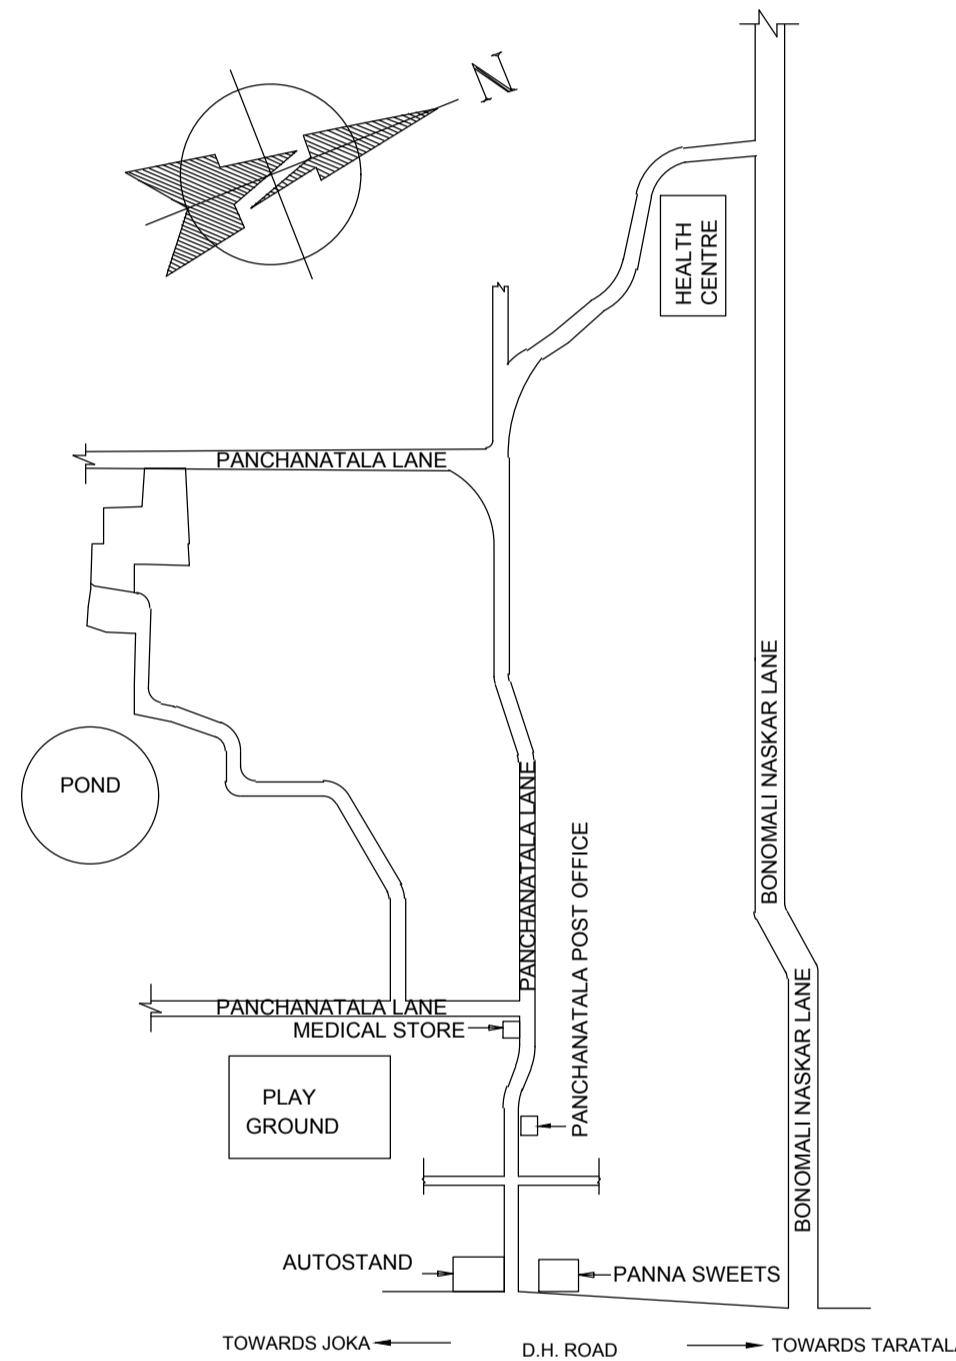 N
HEALTH
CENTRE
PANCHANATALA LANE
POND
PANCHANATALA LANE
BONOMALI NASKAR LANE
PANCHANATALA POST OFFICE
PANCHANATALA LANE
MEDICAL STORE
PLAY
GROUND
BONOMALI NASKAR LANE
AUTOSTAND
PANNA SWEETS
TOWARDS JOKA
D.H. ROAD
TOWARDS TARATALA